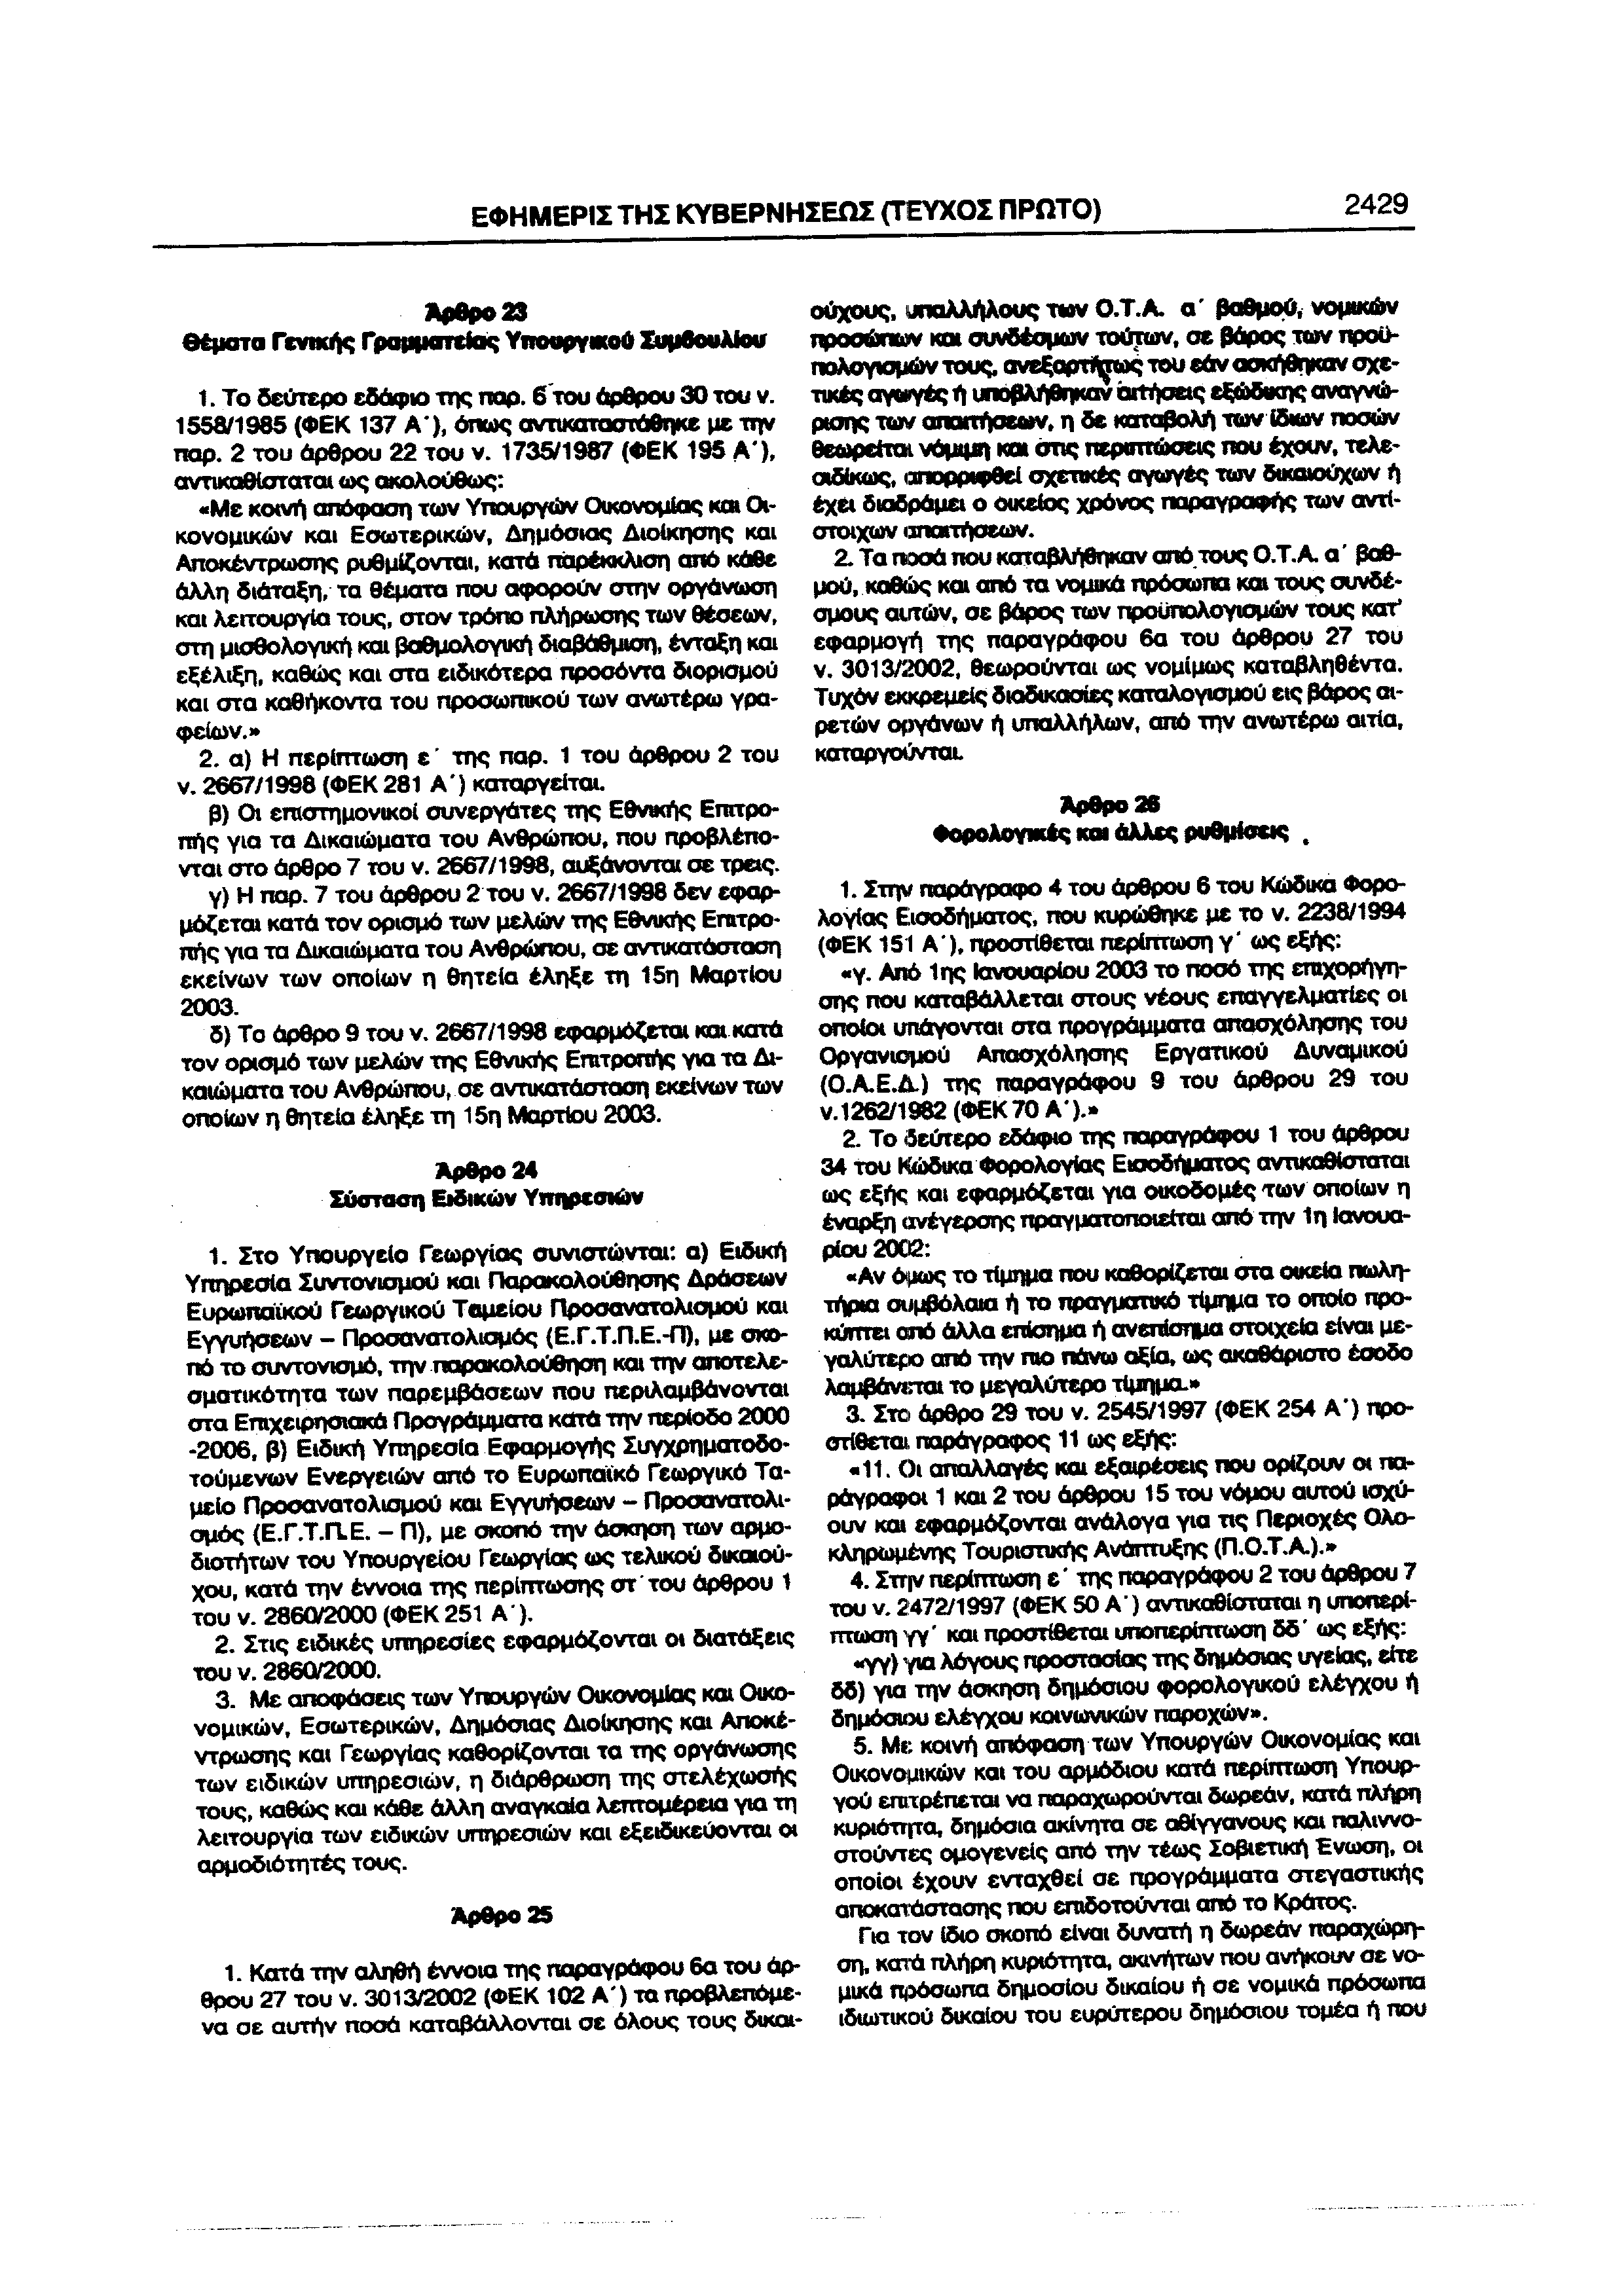 ΕΦΗΜΕΡΙΣ ΤΗΣ ΚΥΒΕΡΝΗΣΕΩΣ (ΤΕΥΧΟΣ ΠΡΩΤΟ)
2429
Άρθρο 23
Θέματα Γενικής Γραμματείας Υπουργικού Συμβουλίου
1. Το δεύτερο εδάφιο της παρ. 6 του άρθρου 30 του ν.
1558/1985 (ΦΕΚ 137 Α΄), όπως αντικαταστάθηκε με την
παρ. 2 του άρθρου 22 του ν. 1735/1987 (ΦΕΚ 195 Α΄),
αντικαθίσταται ως ακολούθως:
«Με κοινή απόφαση των Υπουργών Οικονομίας και Οι-
κονομικών και Εσωτερικών, Δημόσιας Διοίκησης και
Αποκέντρωσης ρυθμίζονται, κατά παρέκκλιση από κάθε
άλλη διάταξη, τα θέματα που αφορούν στην οργάνωση
και λειτουργία τους, στον τρόπο πλήρωσης των θέσεων,
στη μισθολογική και βαθμολογική διαβάθμιση, ένταξη και
εξέλιξη, καθώς και στα ειδικότερα προσόντα διορισμού
και στα καθήκοντα του προσωπικού των ανωτέρω γρα-
φείων.»
2. α) Η περίπτωση ε΄ της παρ. 1 του άρθρου 2 του
ν. 2667/1998 (ΦΕΚ 281 Α΄) καταργείται.
β) Οι επιστημονικοί συνεργάτες της Εθνικής Επιτρο-
πής για τα Δικαιώματα του Ανθρώπου, που προβλέπο-
νται στο άρθρο 7 του ν. 2667/1998, αυξάνονται σε τρεις.
γ) Η παρ. 7 του άρθρου 2 του ν. 2667/1998 δεν εφαρ-
μόζεται κατά τον ορισμό των μελών της Εθνικής Επιτρο-
πής για τα Δικαιώματα του Ανθρώπου, σε αντικατάσταση
εκείνων των οποίων η θητεία έληξε τη 15η Μαρτίου
2003.
δ) Το άρθρο 9 του ν. 2667/1998 εφαρμόζεται και κατά
τον ορισμό των μελών της Εθνικής Επιτροπής για τα Δι-
καιώματα του Ανθρώπου, σε αντικατάσταση εκείνων των
οποίων η θητεία έληξε τη 15η Μαρτίου 2003.
Άρθρο 24
Σύσταση Ειδικών Υπηρεσιών
1. Στο Υπουργείο Γεωργίας συνιστώνται: α) Ειδική
Υπηρεσία Συντονισμού και Παρακολούθησης Δράσεων
Ευρωπαϊκού Γεωργικού Ταμείου Προσανατολισμού και
Εγγυήσεων – Προσανατολισμός (Ε.Γ.Τ.Π.Ε.-Π), με σκο-
πό το συντονισμό, την παρακολούθηση και την αποτελε-
σματικότητα των παρεμβάσεων που περιλαμβάνονται
στα Επιχειρησιακά Προγράμματα κατά την περίοδο 2000
-2006, β) Ειδική Υπηρεσία Εφαρμογής Συγχρηματοδο-
τούμενων Ενεργειών από το Ευρωπαϊκό Γεωργικό Τα-
μείο Προσανατολισμού και Εγγυήσεων – Προσανατολι-
σμός (Ε.Γ.Τ.Π.Ε. – Π), με σκοπό την άσκηση των αρμο-
διοτήτων του Υπουργείου Γεωργίας ως τελικού δικαιού-
χου, κατά την έννοια της περίπτωσης στ΄ του άρθρου 1
του ν. 2860/2000 (ΦΕΚ 251 Α΄).
2. Στις ειδικές υπηρεσίες εφαρμόζονται οι διατάξεις
του ν. 2860/2000.
3. Με αποφάσεις των Υπουργών Οικονομίας και Οικο-
νομικών, Εσωτερικών, Δημόσιας Διοίκησης και Αποκέ-
ντρωσης και Γεωργίας καθορίζονται τα της οργάνωσης
των ειδικών υπηρεσιών, η διάρθρωση της στελέχωσής
τους, καθώς και κάθε άλλη αναγκαία λεπτομέρεια για τη
λειτουργία των ειδικών υπηρεσιών και εξειδικεύονται οι
αρμοδιότητές τους.
Άρθρο 25
1. Κατά την αληθή έννοια της παραγράφου 6α του άρ-
θρου 27 του ν. 3013/2002 (ΦΕΚ 102 Α΄) τα προβλεπόμε-
να σε αυτήν ποσά καταβάλλονται σε όλους τους δικαι-
ούχους, υπαλλήλους των Ο.Τ.Α. α΄ βαθμού, νομικών
προσώπων και συνδέσμων τούτων, σε βάρος των προϋ-
πολογισμών τους, ανεξαρτήτως του εάν ασκήθηκαν σχε-
τικές αγωγές ή υποβλήθηκαν αιτήσεις εξώδικης αναγνώ-
ρισης των απαιτήσεων, η δε καταβολή των ίδιων ποσών
θεωρείται νόμιμη και στις περιπτώσεις που έχουν, τελε-
σιδίκως, απορριφθεί σχετικές αγωγές των δικαιούχων ή
έχει διαδράμει ο οικείος χρόνος παραγραφής των αντί-
στοιχων απαιτήσεων.
2. Τα ποσά που καταβλήθηκαν από τους Ο.Τ.Α. α΄ βαθ-
μού, καθώς και από τα νομικά πρόσωπα και τους συνδέ-
σμους αυτών, σε βάρος των προϋπολογισμών τους κατ'
εφαρμογή της παραγράφου 6α του άρθρου 27 του
ν. 3013/2002, θεωρούνται ως νομίμως καταβληθέντα.
Τυχόν εκκρεμείς διαδικασίες καταλογισμού εις βάρος αι-
ρετών οργάνων ή υπαλλήλων, από την ανωτέρω αιτία,
καταργούνται.
Άρθρο 26
Φορολογικές και άλλες ρυθμίσεις
1. Στην παράγραφο 4 του άρθρου 6 του Κώδικα Φορο-
λογίας Εισοδήματος, που κυρώθηκε με το ν. 2238/1994
(ΦΕΚ 151 Α΄), προστίθεται περίπτωση γ΄ ως εξής:
«γ. Από 1ης Ιανουαρίου 2003 το ποσό της επιχορήγη-
σης που καταβάλλεται στους νέους επαγγελματίες οι
οποίοι υπάγονται στα προγράμματα απασχόλησης του
Οργανισμού Απασχόλησης Εργατικού Δυναμικού
(Ο.Α.Ε.Δ.) της παραγράφου 9 του άρθρου 29 του
ν.1262/1982 (ΦΕΚ 70 Α΄).»
2. Το δεύτερο εδάφιο της παραγράφου 1 του άρθρου
34 του Κώδικα Φορολογίας Εισοδήματος αντικαθίσταται
ως εξής και εφαρμόζεται για οικοδομές των οποίων η
έναρξη ανέγερσης πραγματοποιείται από την 1η Ιανουα-
ρίου 2002:
«Αν όμως το τίμημα που καθορίζεται στα οικεία πωλη-
τήρια συμβόλαια ή το πραγματικό τίμημα το οποίο προ-
κύπτει από άλλα επίσημα ή ανεπίσημα στοιχεία είναι με-
γαλύτερο από την πιο πάνω αξία, ως ακαθάριστο έσοδο
λαμβάνεται το μεγαλύτερο τίμημα.»
3. Στο άρθρο 29 του ν. 2545/1997 (ΦΕΚ 254 Α΄) προ-
στίθεται παράγραφος 11 ως εξής:
«11. Οι απαλλαγές και εξαιρέσεις που ορίζουν οι πα-
ράγραφοι 1 και 2 του άρθρου 15 του νόμου αυτού ισχύ-
ουν και εφαρμόζονται ανάλογα για τις Περιοχές Ολο-
κληρωμένης Τουριστικής Ανάπτυξης (Π.Ο.Τ.Α.).»
4. Στην περίπτωση ε΄ της παραγράφου 2 του άρθρου 7
του ν. 2472/1997 (ΦΕΚ 50 Α΄) αντικαθίσταται η υποπερί-
πτωση γγ΄ και προστίθεται υποπερίπτωση δδ΄ ως εξής:
«γγ) για λόγους προστασίας της δημόσιας υγείας, είτε
δδ) για την άσκηση δημόσιου φορολογικού ελέγχου ή
δημόσιου ελέγχου κοινωνικών παροχών».
5. Με κοινή απόφαση των Υπουργών Οικονομίας και
Οικονομικών και του αρμόδιου κατά περίπτωση Υπουρ-
γού επιτρέπεται να παραχωρούνται δωρεάν, κατά πλήρη
κυριότητα, δημόσια ακίνητα σε αθίγγανους και παλιννο-
στούντες ομογενείς από την τέως Σοβιετική Ένωση, οι
οποίοι έχουν ενταχθεί σε προγράμματα στεγαστικής
αποκατάστασης που επιδοτούνται από το Κράτος.
Για τον ίδιο σκοπό είναι δυνατή η δωρεάν παραχώρη-
ση, κατά πλήρη κυριότητα, ακινήτων που ανήκουν σε νο-
μικά πρόσωπα δημοσίου δικαίου ή σε νομικά πρόσωπα
ιδιωτικού δικαίου του ευρύτερου δημόσιου τομέα ή που